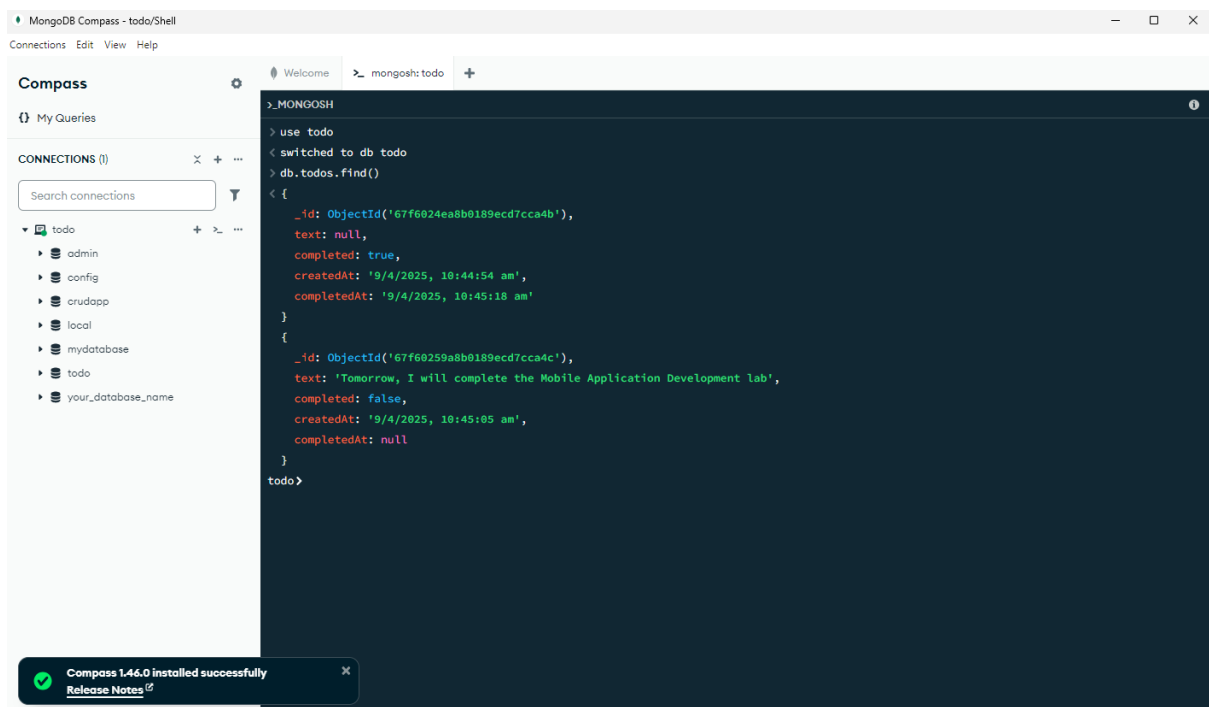 MongoDB Compass - todo/Shell
Connections Edit View Help
Compass
{} My Queries
CONNECTIONS (1)
Search connections
todo
admin
config
crudapp
local
mydatabase
todo
your_database_name
Welcome
>_ mongosh: todo
>_MONGOSH
> use todo
< switched to db todo
> db.todos.find()
< {
_id: ObjectId('67f6024ea8b0189ecd7cca4b'),
text: null,
completed: true,
createdAt: '9/4/2025, 10:44:54 am',
completedAt: '9/4/2025, 10:45:18 am'
}
{
_id: ObjectId('67f60259a8b0189ecd7cca4c'),
text: 'Tomorrow, I will complete the Mobile Application Development lab',
completed: false,
createdAt: '9/4/2025, 10:45:05 am',
completedAt: null
}
todo>
Compass 1.46.0 installed successfully
Release Notes